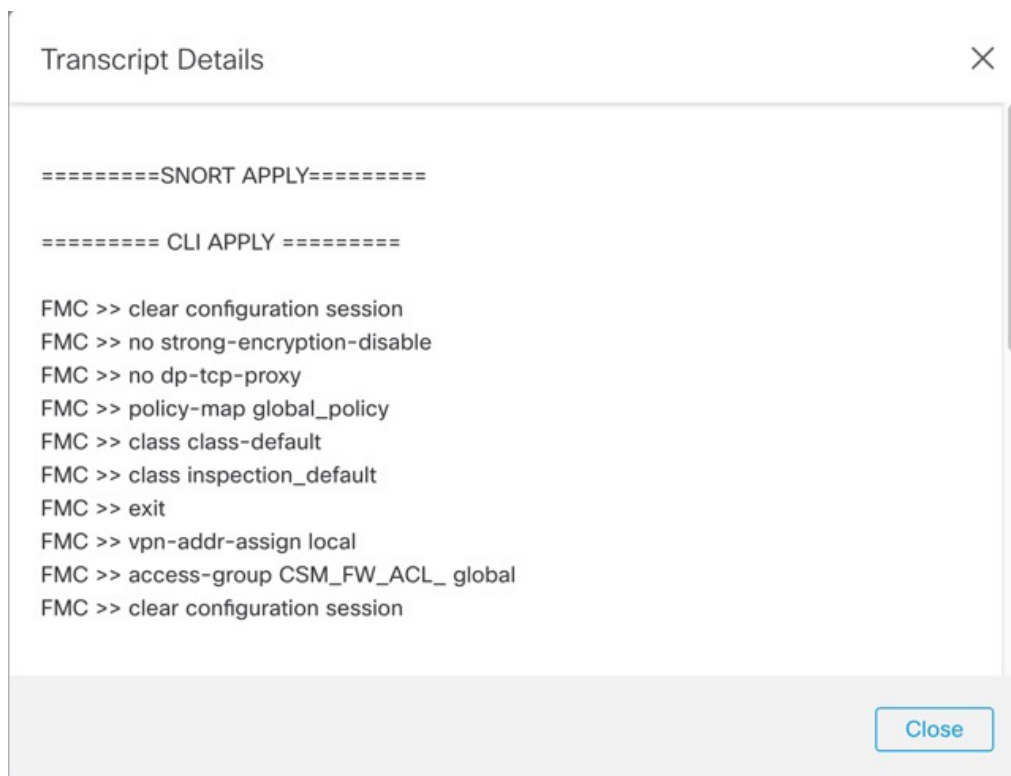 Transcript Details
=========SNORT APPLY=========
========= CLI APPLY =========
FMC >> clear configuration session
FMC >> no strong-encryption-disable
FMC >> no dp-tcp-proxy
FMC >> policy-map global_policy
FMC >> class class-default
FMC >> class inspection_default
FMC >> exit
FMC >> vpn-addr-assign local
FMC >> access-group CSM_FW_ACL_ global
FMC >> clear configuration session
Close